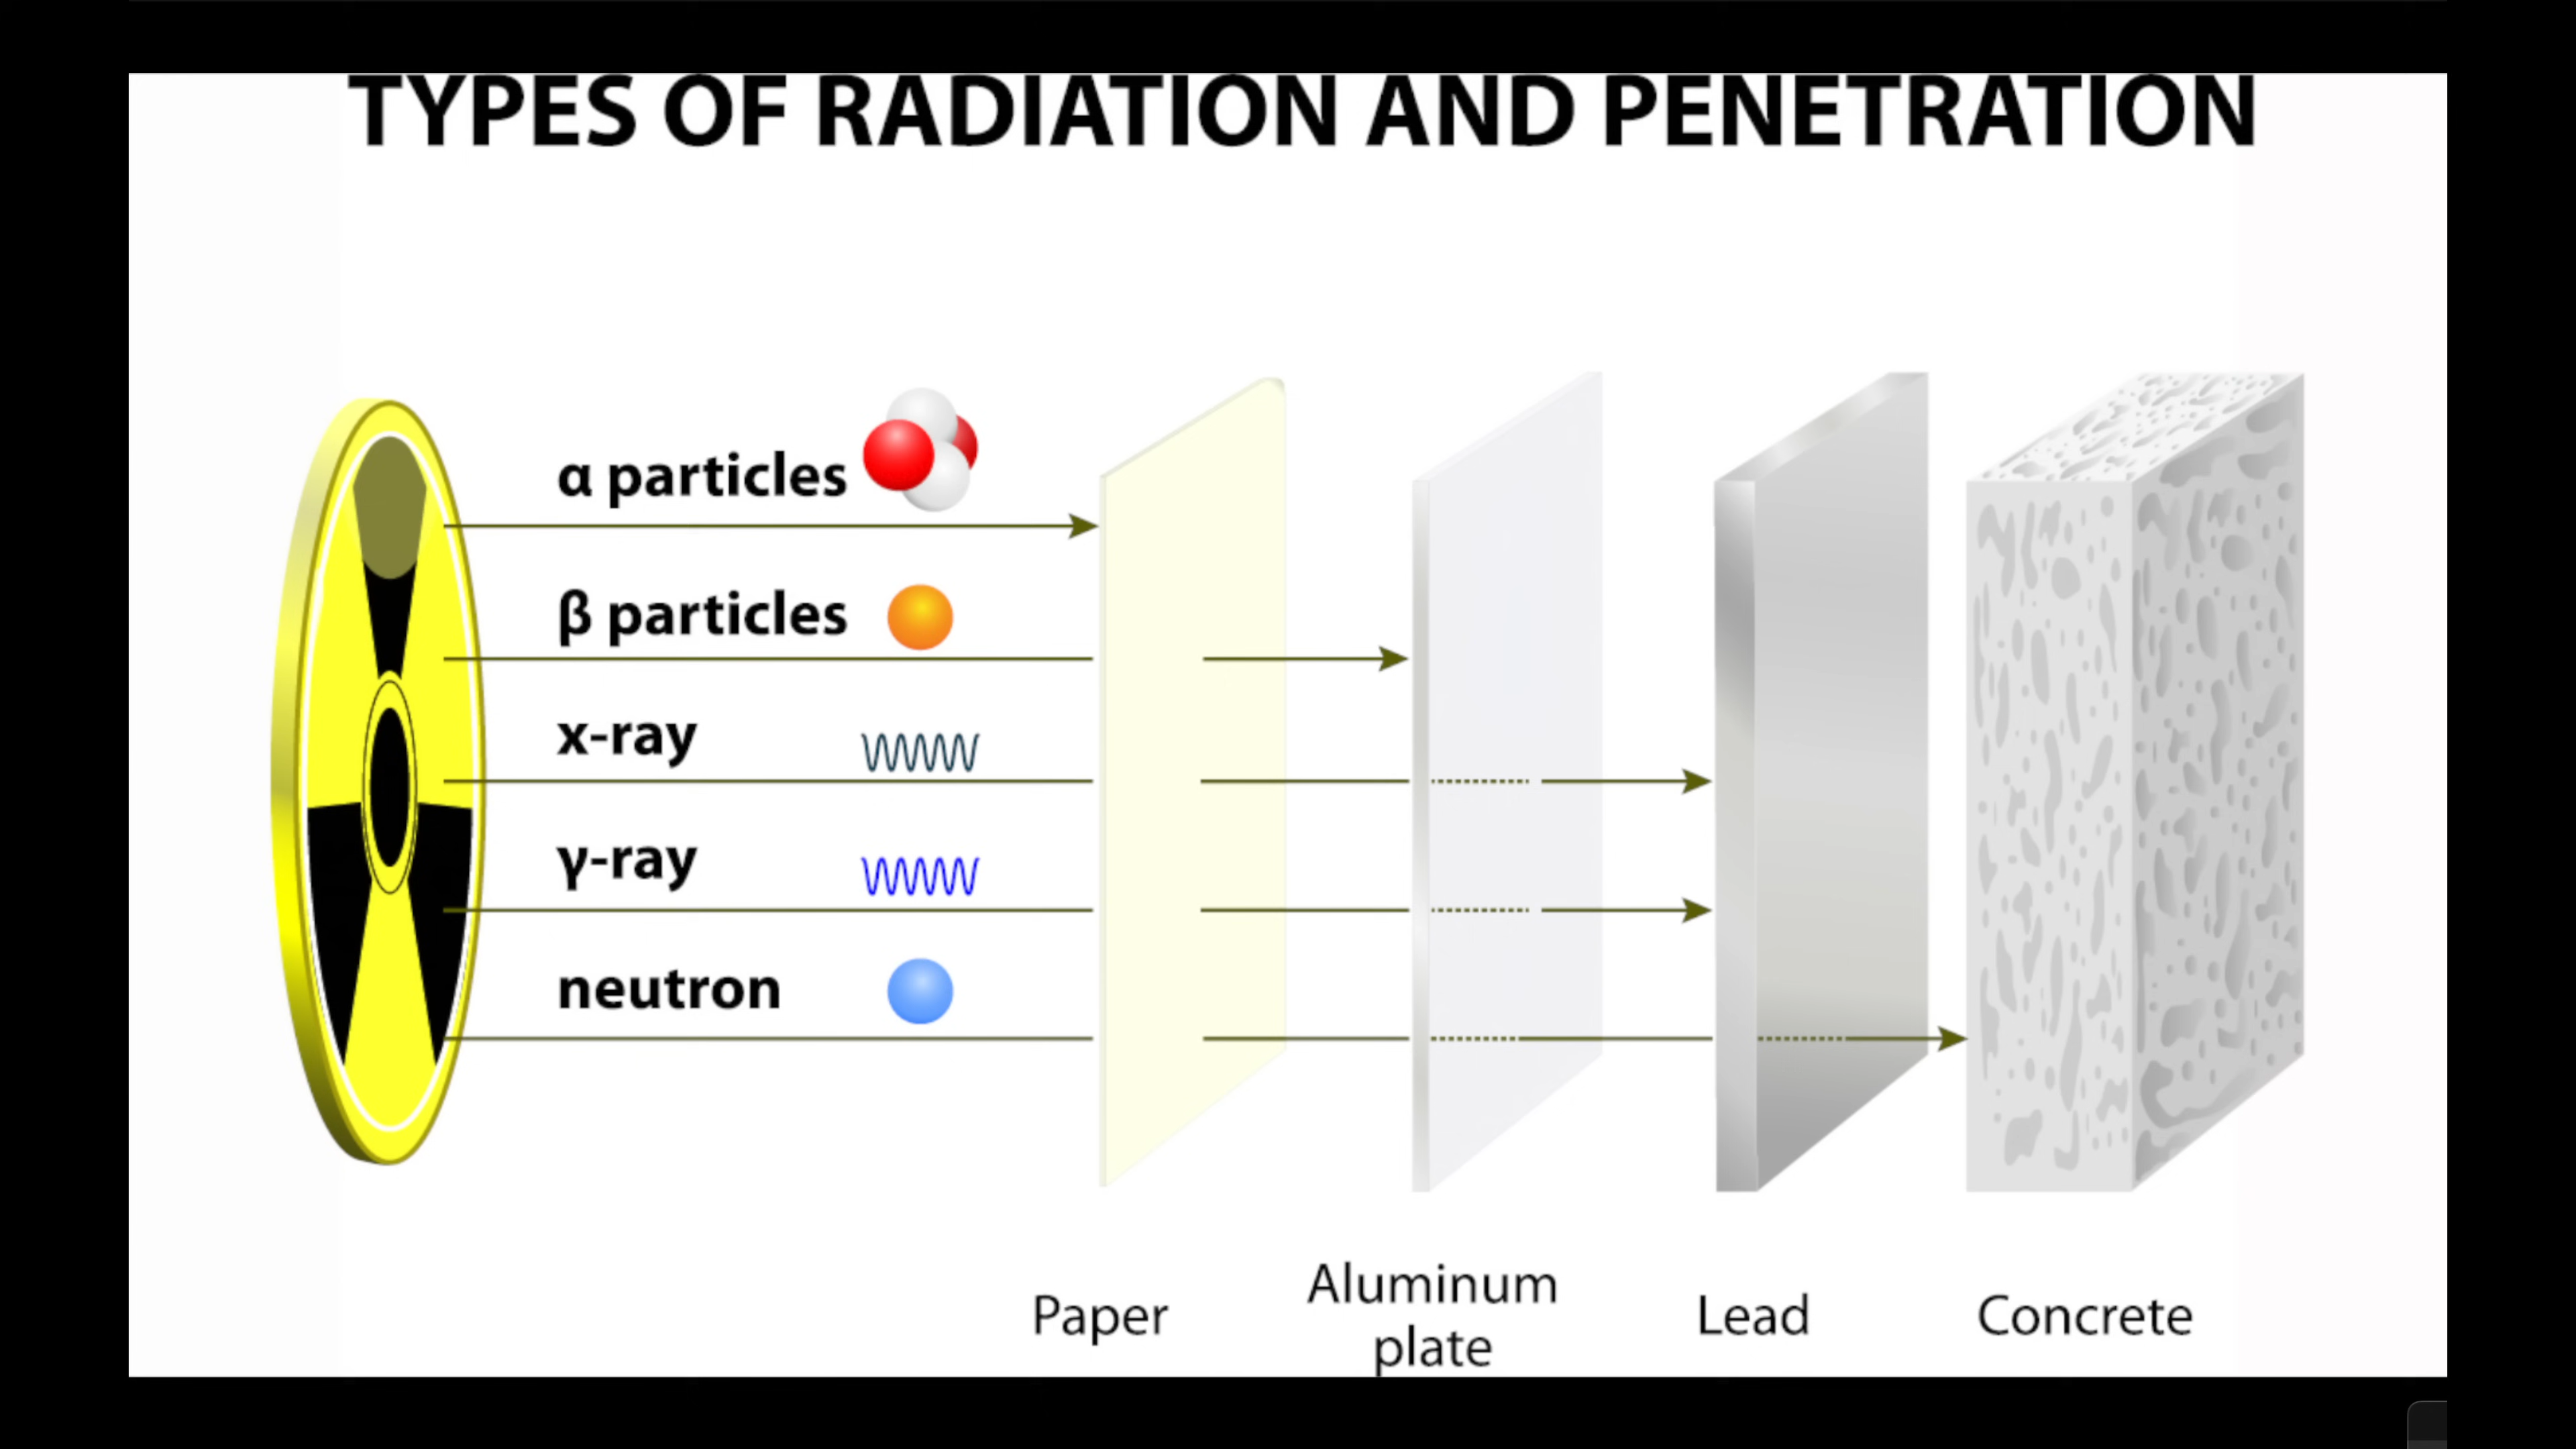 TYPES OF RADIATION AND PENETRATION
α particles
β particles
x-ray
γ-ray
neutron
Paper
Aluminum
plate
Lead
Concrete